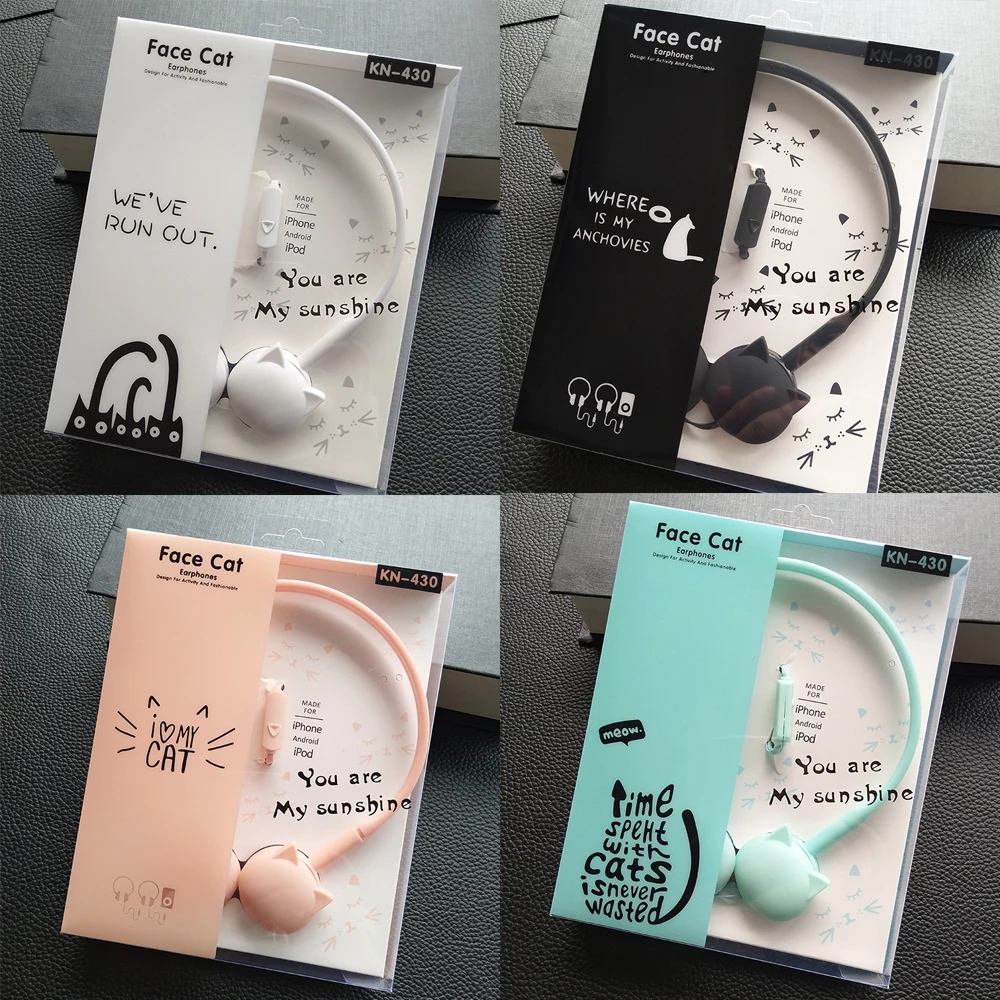 Face Cat
Earphones
Design For Activity And Fashionable
KN-430
WE'VE
RUN OUT.
MADE
FOR
iPhone
Android
iPod
You are
My sunshine
Face Cat
Earphones
Design For Activity And Fashionable
KN-430
WHERE
IS MY
ANCHOVIES
MADE
FOR
iPhone
Android
iPod
You are
My sunshine
Face Cat
Earphones
Design For Activity And Fashionable
KN-430
i MY
CAT
MADE
FOR
iPhone
Android
iPod
You are
My sunshine
Face Cat
Earphones
Design For Activity And Fashionable
KN-430
meow.
Time
SPEHt
with
cats
is never
wasted
MADE
FOR
iPhone
Android
iPod
You are
My sunshine